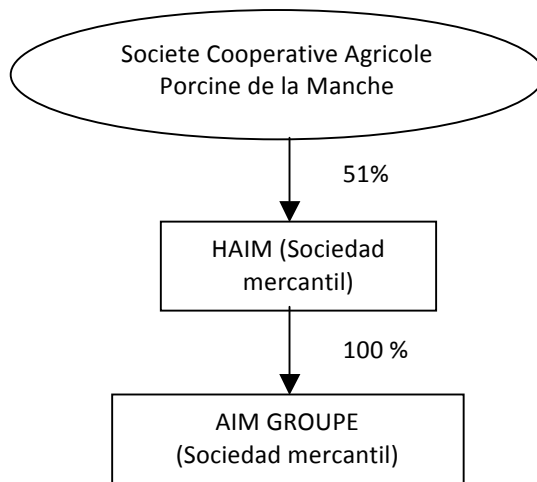 Societe Cooperative Agricole
Porcine de la Manche
51%
HAIM (Sociedad
mercantil)
100 %
AIM GROUPE
(Sociedad mercantil)